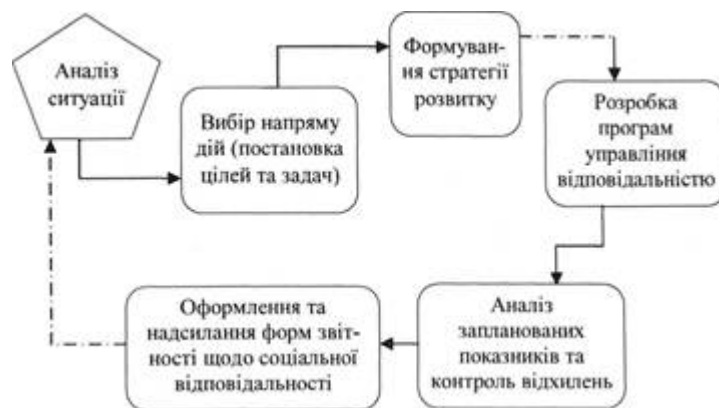 Аналіз
ситуації
Вибір напряму
дій (постановка
цілей та задач)
Формуван-
ня стратегії
розвитку
Розробка
програм
управління
відповідальністю
Аналіз
запланованих
показників та
контроль відхилень
Оформлення та
надсилання форм звіт-
ності щодо соціальної
відповідальності